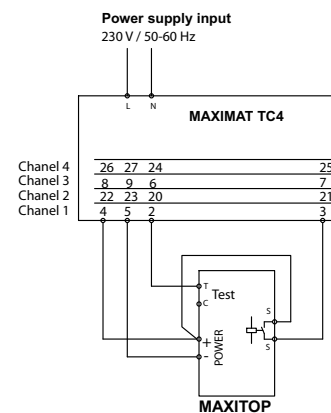 Power supply input
230 V / 50-60 Hz
L N
MAXIMAT TC4
Chanel 4 26 27 24 25
Chanel 3 8 9 6 7
Chanel 2 22 23 20 21
Chanel 1 4 5 2 3
T Test
C
S
+
-
POWER
S
MAXITOP